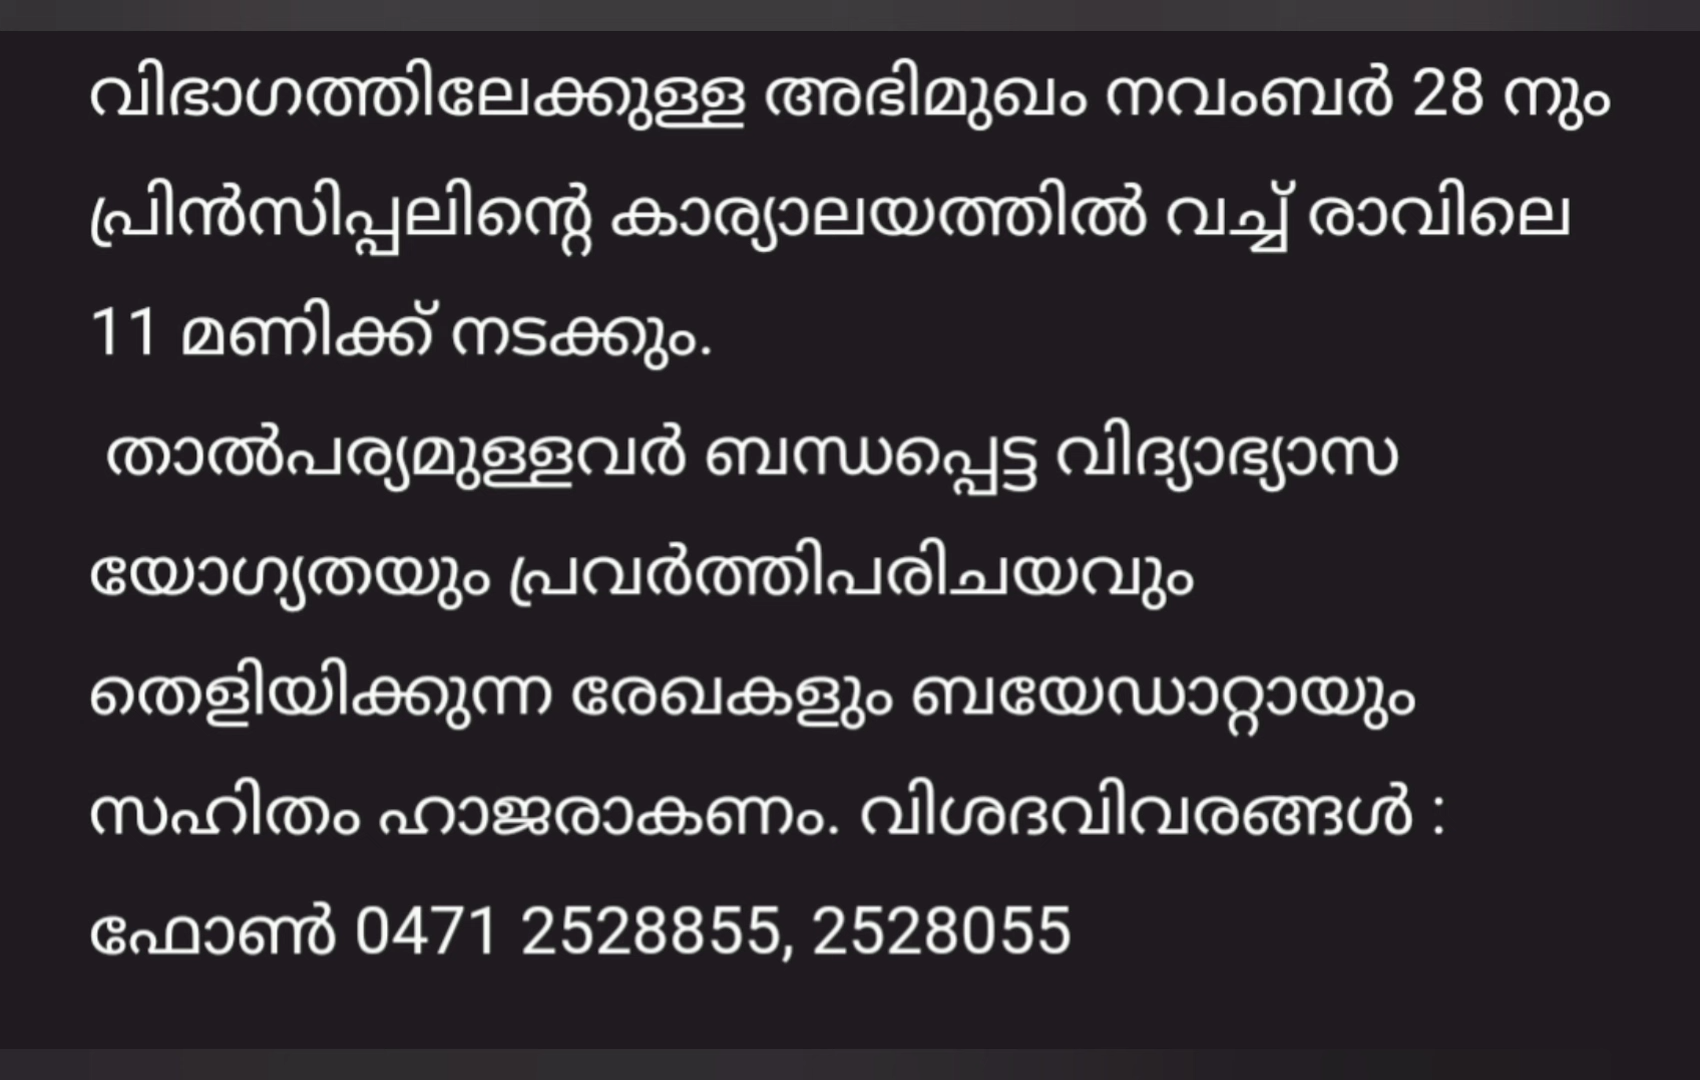 വിഭാഗത്തിലേക്കുള്ള അഭിമുഖം നവംബർ 28 നും
പ്രിൻസിപ്പലിന്റെ കാര്യാലയത്തിൽ വച്ച് രാവിലെ
11 മണിക്ക് നടക്കും.
താൽപര്യമുള്ളവർ ബന്ധപ്പെട്ട വിദ്യാഭ്യാസ
യോഗ്യതയും പ്രവർത്തിപരിചയവും
തെളിയിക്കുന്ന രേഖകളും ബയേഡാറ്റായും
സഹിതം ഹാജരാകണം. വിശദവിവരങ്ങൾ :
ഫോൺ 0471 2528855, 2528055